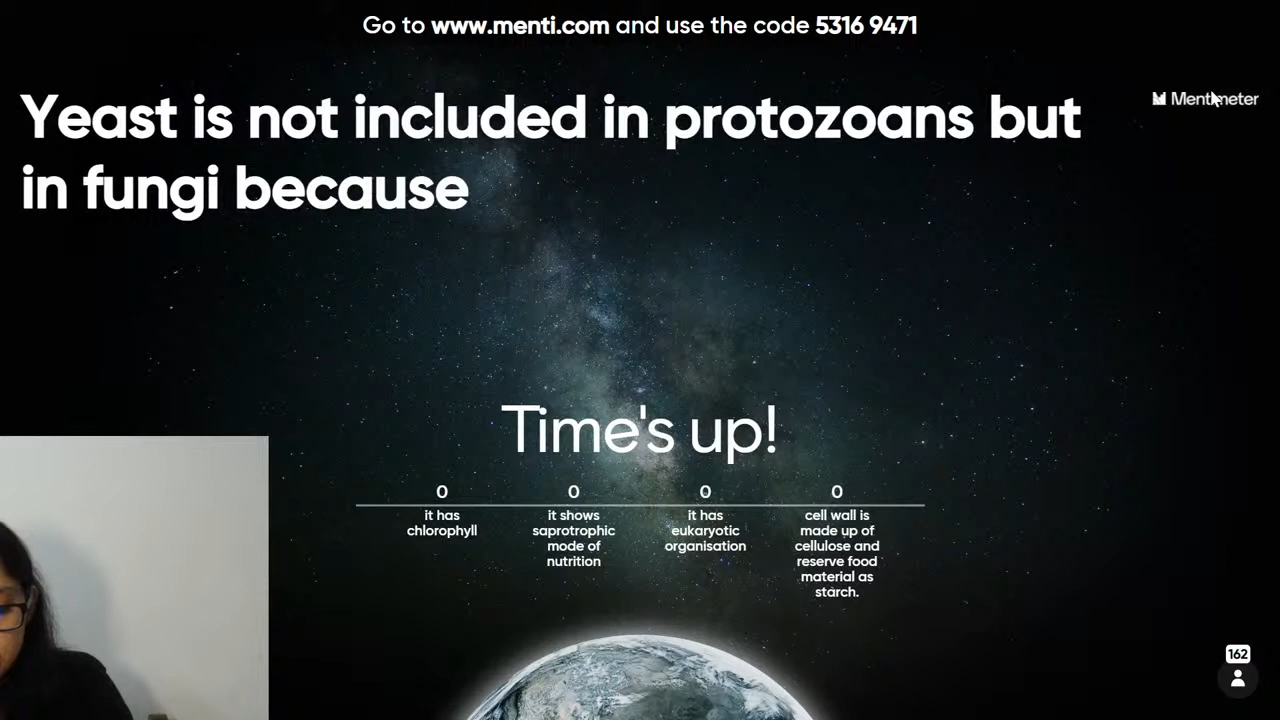 Go to www.menti.com and use the code 5316 9471
Mentimeter
Yeast is not included in protozoans but
in fungi because
Time's up!
0
it has
chlorophyll
0
it shows
saprotrophic
mode of
nutrition
0
it has
eukaryotic
organisation
0
cell wall is
made up of
cellulose and
reserve food
material as
starch.
162